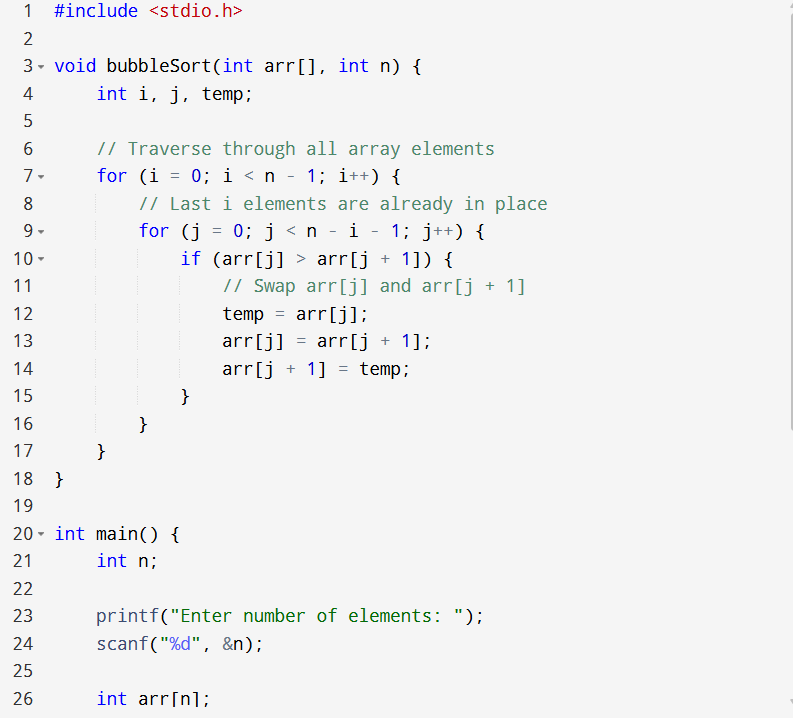 1 #include <stdio.h>
2
3 void bubbleSort(int arr[], int n) {
4     int i, j, temp;
5
6     // Traverse through all array elements
7     for (i = 0; i < n - 1; i++) {
8         // Last i elements are already in place
9         for (j = 0; j < n - i - 1; j++) {
10             if (arr[j] > arr[j + 1]) {
11                 // Swap arr[j] and arr[j + 1]
12                 temp = arr[j];
13                 arr[j] = arr[j + 1];
14                 arr[j + 1] = temp;
15             }
16         }
17     }
18 }
19
20 int main() {
21     int n;
22
23     printf("Enter number of elements: ");
24     scanf("%d", &n);
25
26     int arr[n];